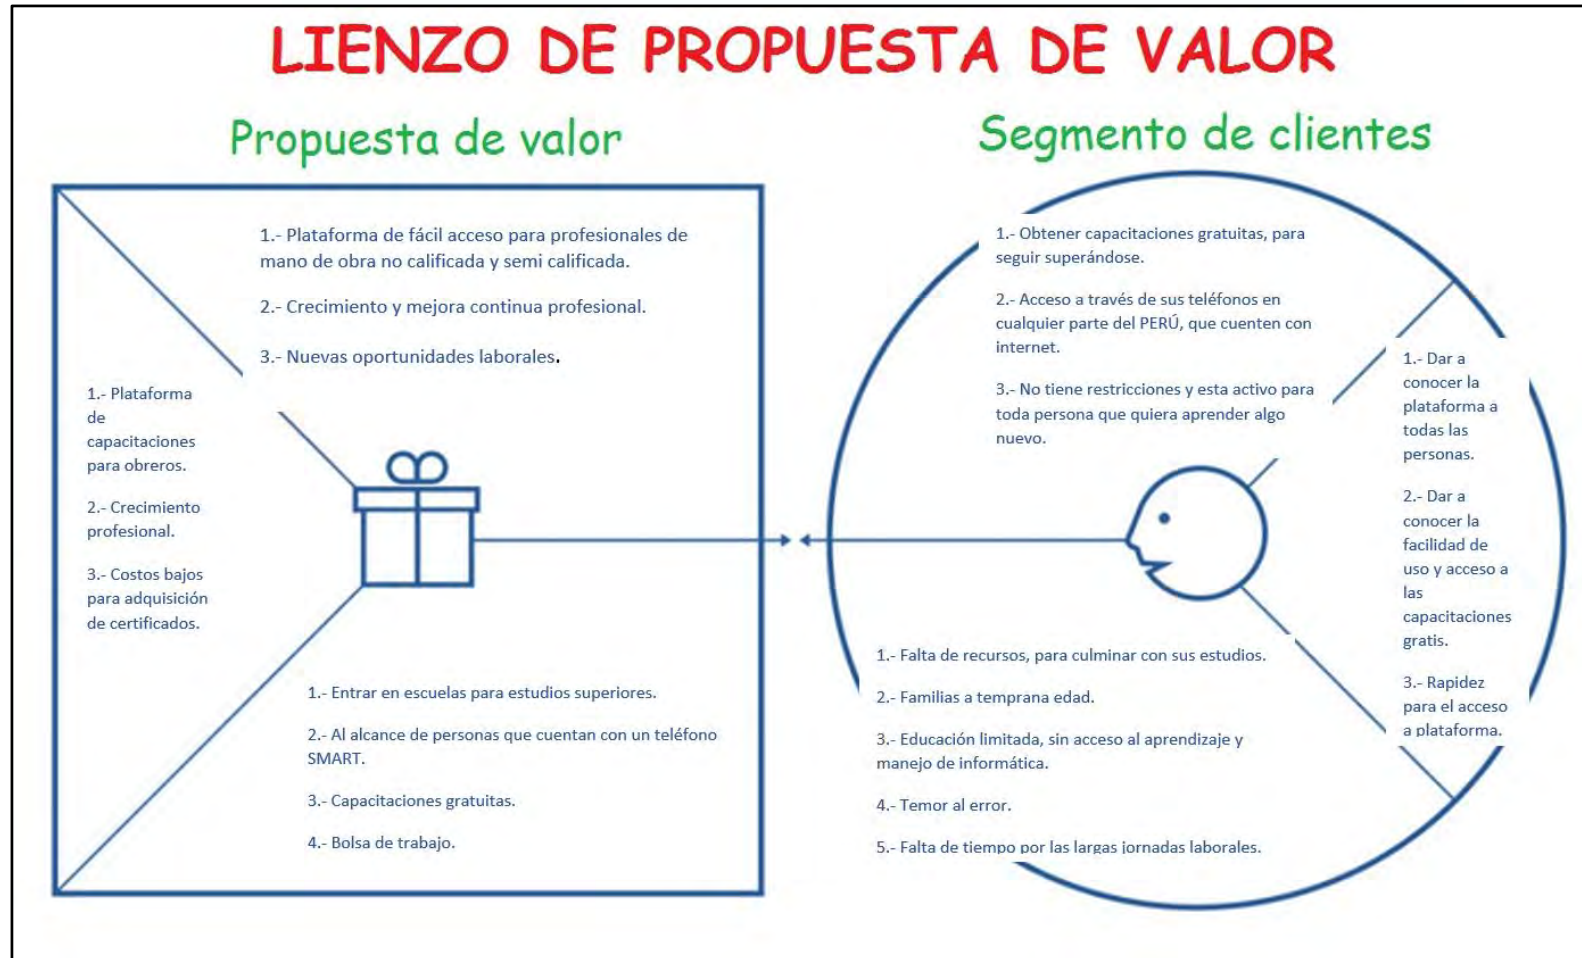 LIENZO DE PROPUESTA DE VALOR
Propuesta de valor
1.- Plataforma de fácil acceso para profesionales de
mano de obra no calificada y semi calificada.
2.- Crecimiento y mejora continua profesional.
3.- Nuevas oportunidades laborales.
1.- Plataforma
de
capacitaciones
para obreros.
2.- Crecimiento
profesional.
3.- Costos bajos
para adquisición
de certificados.
1.- Entrar en escuelas para estudios superiores.
2.- Al alcance de personas que cuentan con un teléfono
SMART.
3.- Capacitaciones gratuitas.
4.- Bolsa de trabajo.
Segmento de clientes
1.- Obtener capacitaciones gratuitas, para
seguir superándose.
2.- Acceso a través de sus teléfonos en
cualquier parte del PERÚ, que cuenten con
internet.
3.- No tiene restricciones y esta activo para
toda persona que quiera aprender algo
nuevo.
1.- Dar a
conocer la
plataforma a
todas las
personas.
2.- Dar a
conocer la
facilidad de
uso y acceso a
las
capacitaciones
gratis.
3.- Rapidez
para el acceso
a plataforma.
1.- Falta de recursos, para culminar con sus estudios.
2.- Familias a temprana edad.
3.- Educación limitada, sin acceso al aprendizaje y
manejo de informática.
4.- Temor al error.
5.- Falta de tiempo por las largas jornadas laborales.